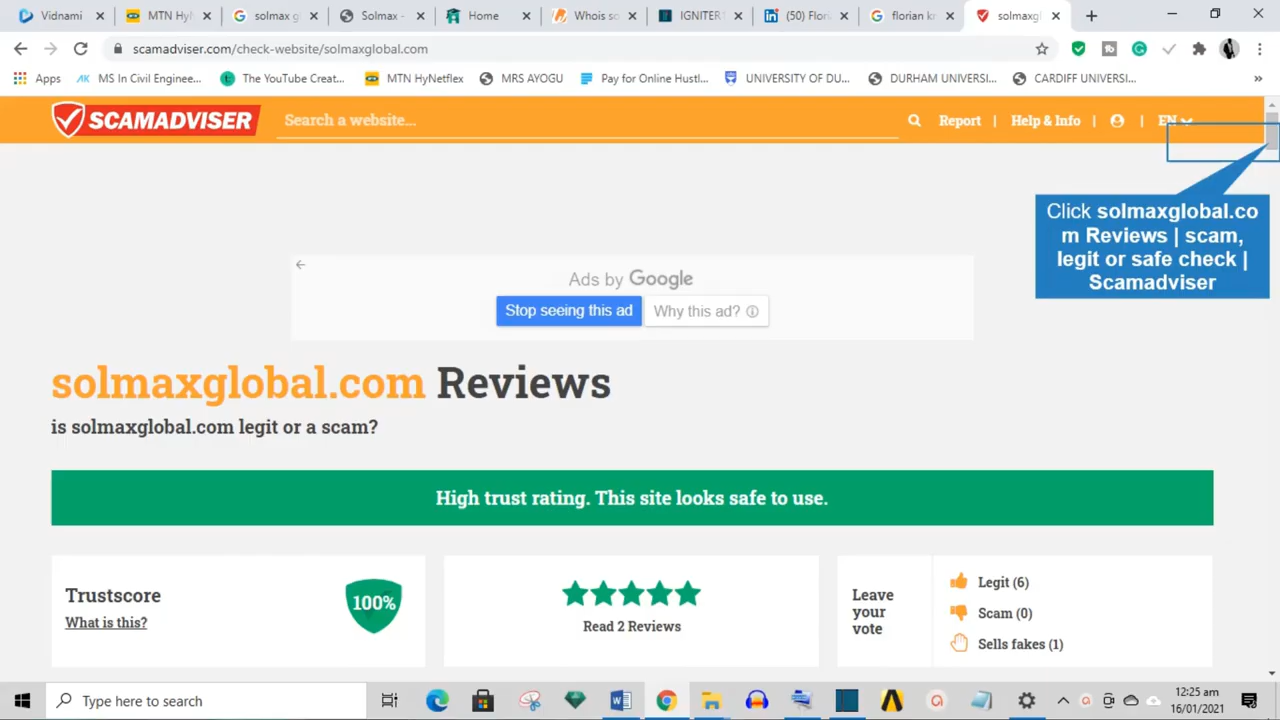 Vidnami
MTN HyN
solmax g
Solmax -
Home
Whois so
IGNITER
(50) Flor
florian kr
solmaxgl
scamadviser.com/check-website/solmaxglobal.com
Apps
MS In Civil Enginee...
The YouTube Creat...
MTN HyNetflex
MRS AYOGU
Pay for Online Hustl...
UNIVERSITY OF DU...
DURHAM UNIVERSI...
CARDIFF UNIVERSI...
»
SCAMADVISER
Search a website...
Report | Help & Info | | EN
Click solmaxglobal.co
m Reviews | scam,
legit or safe check |
Scamadviser
Ads by Google
Stop seeing this ad
Why this ad?
solmaxglobal.com Reviews
is solmaxglobal.com legit or a scam?
High trust rating. This site looks safe to use.
Trustscore
What is this?
100%
Read 2 Reviews
Leave
your
vote
Legit (6)
Scam (0)
Sells fakes (1)
Type here to search
12:25 am
16/01/2021